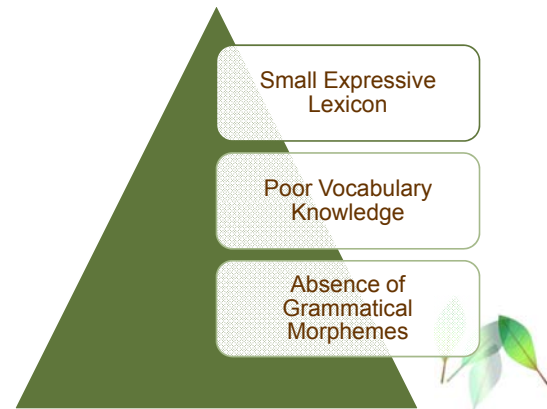 Small Expressive
Lexicon
Poor Vocabulary
Knowledge
Absence of
Grammatical
Morphemes